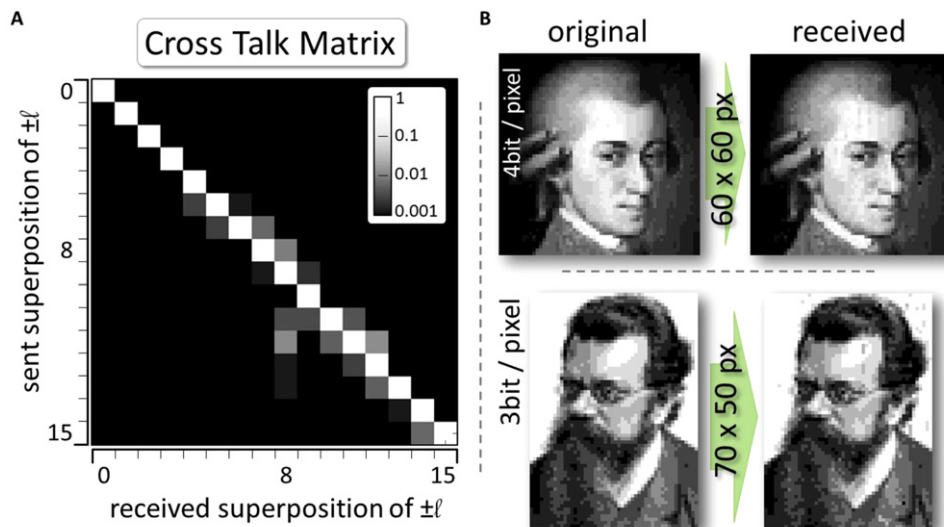 A
Cross Talk Matrix
sent superposition of ±ℓ
0
8
15
1
0.1
0.01
0.001
0
8
15
received superposition of ±ℓ
B
original
received
4bit / pixel
60 x 60 px
3bit / pixel
70 x 50 px